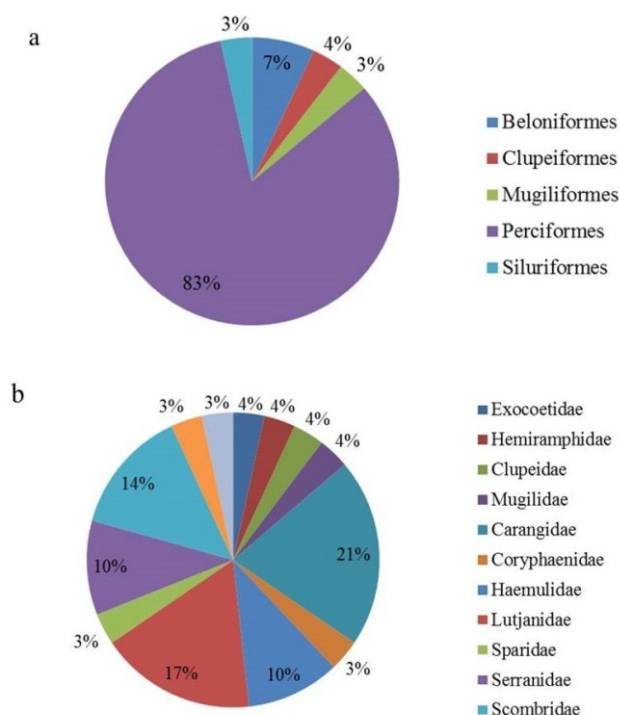 a
3%
7%
4%
3%
83%
Beloniformes
Clupeiformes
Mugiliformes
Perciformes
Siluriformes
b
3%
3%
4%
4%
4%
4%
14%
21%
10%
3%
3%
17%
10%
Exocoetidae
Hemiramphidae
Clupeidae
Mugilidae
Carangidae
Coryphaenidae
Haemulidae
Lutjanidae
Sparidae
Serranidae
Scombridae